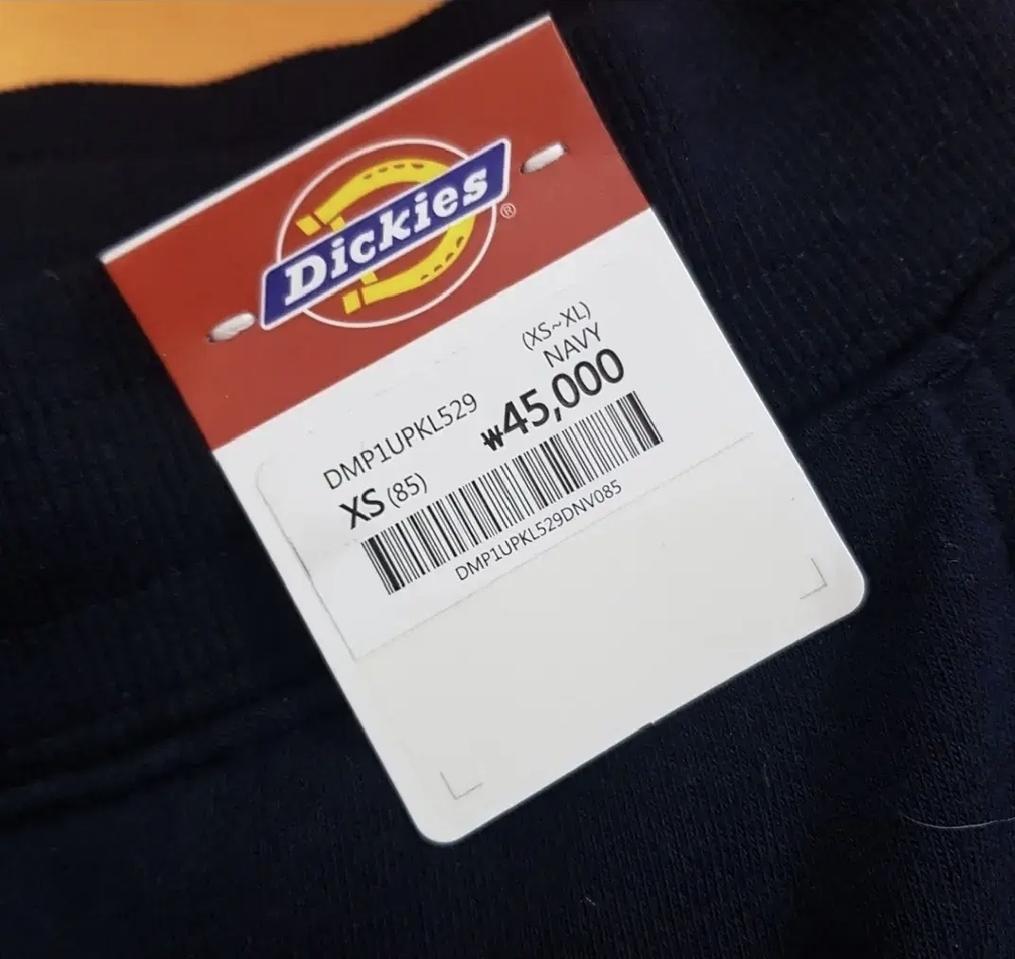 Dickies®
(XS~XL)
NAVY
DMP1UPKL529
₩45,000
XS (85)
DMP1UPKL529DNV085